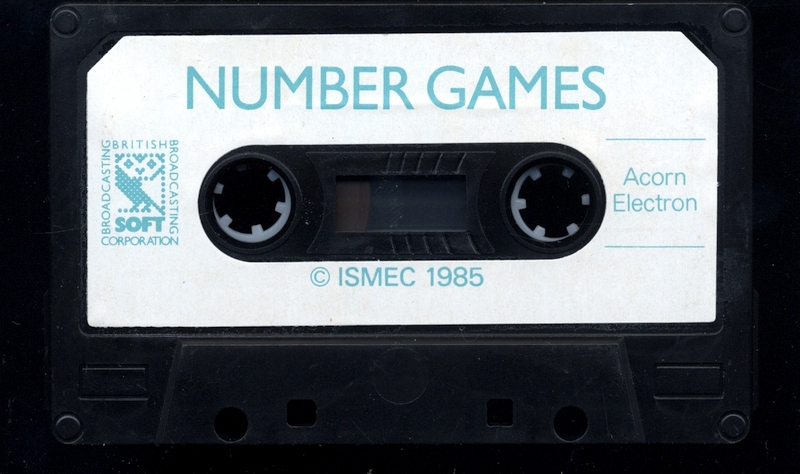 NUMBER GAMES
BRITISH
BROADCASTING
BROADCASTING
SOFT
CORPORATION
Acorn
Electron
© ISMEC 1985